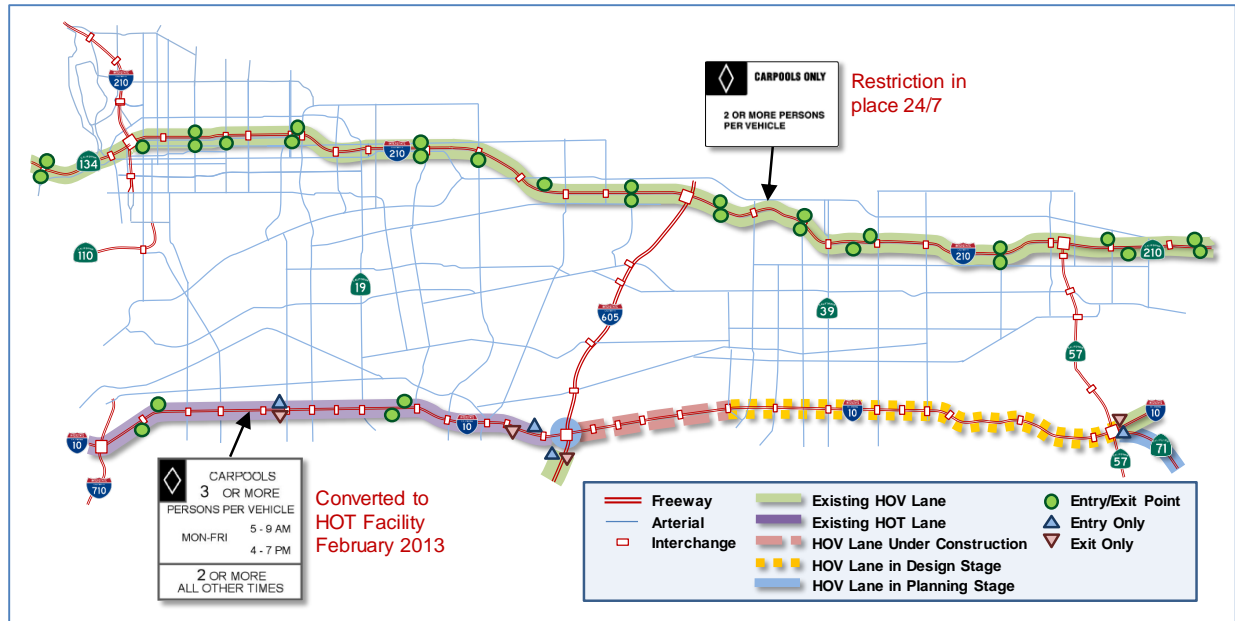 210
CARPOOLS ONLY
2 OR MORE PERSONS
PER VEHICLE
Restriction in
place 24/7
134
210
110
19
605
39
210
210
57
10
10
10
10
710
57
71
CARPOOLS
3 OR MORE
PERSONS PER VEHICLE
MON-FRI
5 - 9 AM
4 - 7 PM
2 OR MORE
ALL OTHER TIMES
Converted to
HOT Facility
February 2013
Freeway
Arterial
Interchange
Existing HOV Lane
Existing HOT Lane
HOV Lane Under Construction
HOV Lane in Design Stage
HOV Lane in Planning Stage
Entry/Exit Point
Entry Only
Exit Only